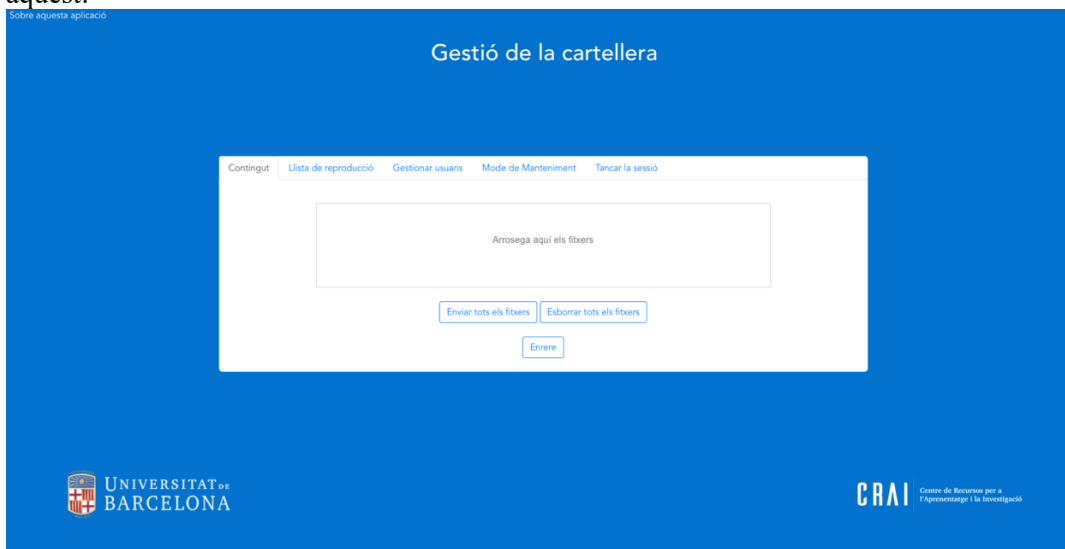 aquest.
Sobre aquesta aplicació
Gestió de la cartellera
Contingut Llista de reproducció Gestionar usuaris Mode de Manteniment Tancar la sessió
Arrosega aquí els fitxers
Enviar tots els fitxers Esborrar tots els fitxers
Enrere
UNIVERSITAT DE
BARCELONA
CRAI
Centre de Recursos per a
l'Aprenentatge i la Investigació